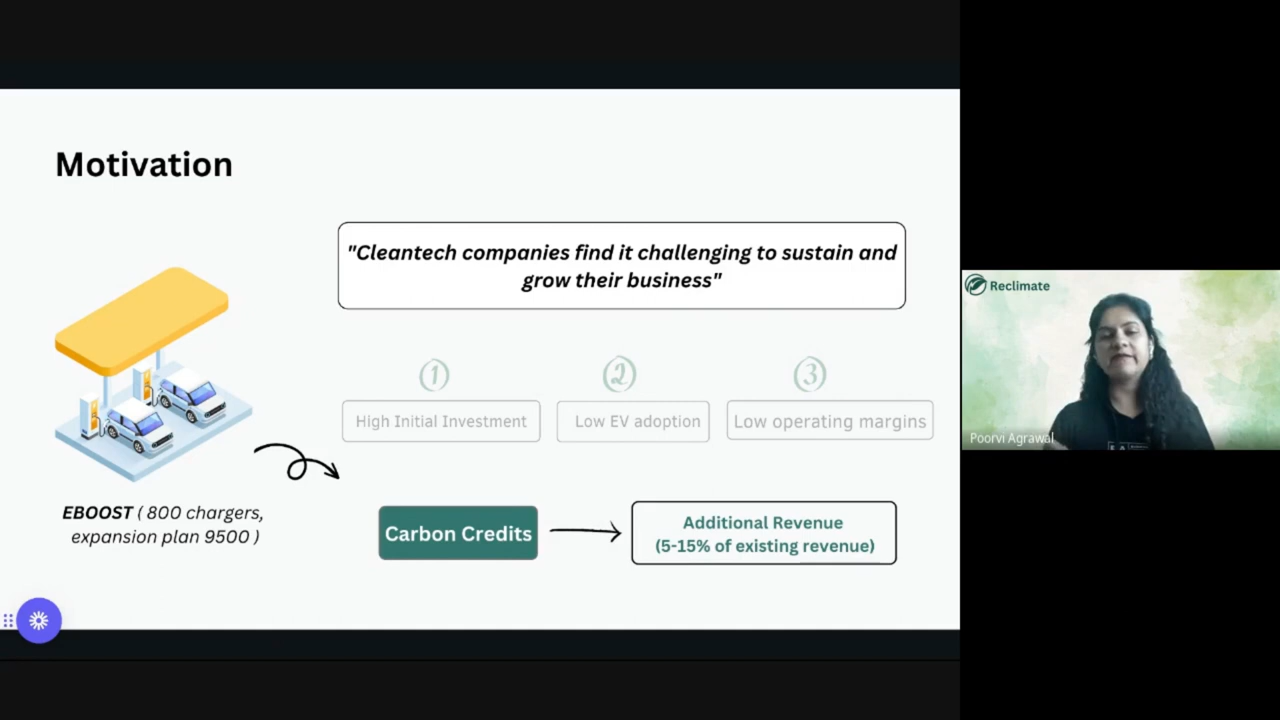 Motivation
"Cleantech companies find it challenging to sustain and
grow their business"
1
2
3
High Initial Investment
Low EV adoption
Low operating margins
EBOOST ( 800 chargers,
expansion plan 9500 )
Carbon Credits
Additional Revenue
(5-15% of existing revenue)
Reclimate
Poorvi Agrawal